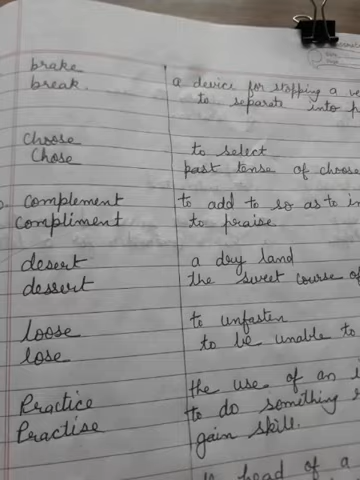 brake
break. a device for stopping a
to separate into
choose to select
chose past tense of choose
complement to add to so as to
compliment to praise
desert a dry land
dessert the sweet course of
loose to unfasten
lose to be unable to
Practice the use of an
Practise to do something
gain skill.
head of a